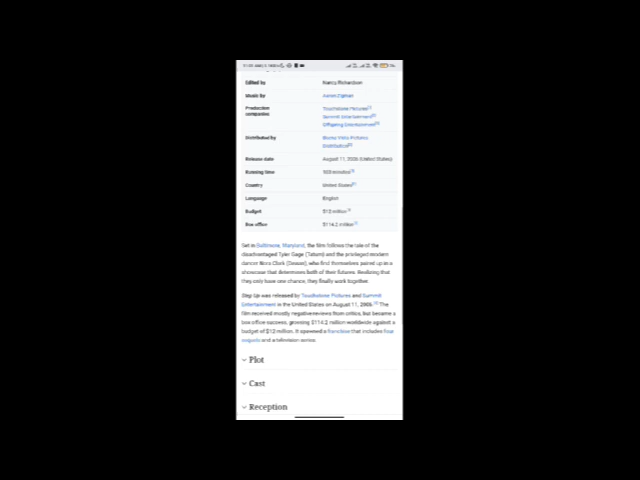 Edited by Nancy Richardson
Music by Aaron Zigman
Production Touchstone Pictures
companies Summit Entertainment
Offspring Entertainment
Distributed by Buena Vista Pictures
Distribution
Release date August 11, 2006 (United States)
Running time 103 minutes
Country United States
Language English
Budget $12 million
Box office $114.2 million
Set in Baltimore, Maryland, the film follows the tale of the
disadvantaged Tyler Gage (Tatum) and the privileged modern
dancer Nora Clark (Dewan), who find themselves paired up in a
showcase that determines both of their futures. Realizing that
they only have one chance, they finally work together.
Step Up was released by Touchstone Pictures and Summit
Entertainment in the United States on August 11, 2006. The
film received mostly negative reviews from critics, but became a
box office success, grossing $114.2 million worldwide against a
budget of $12 million. It spawned a franchise that includes four
sequels and a television series.
Plot
Cast
Reception